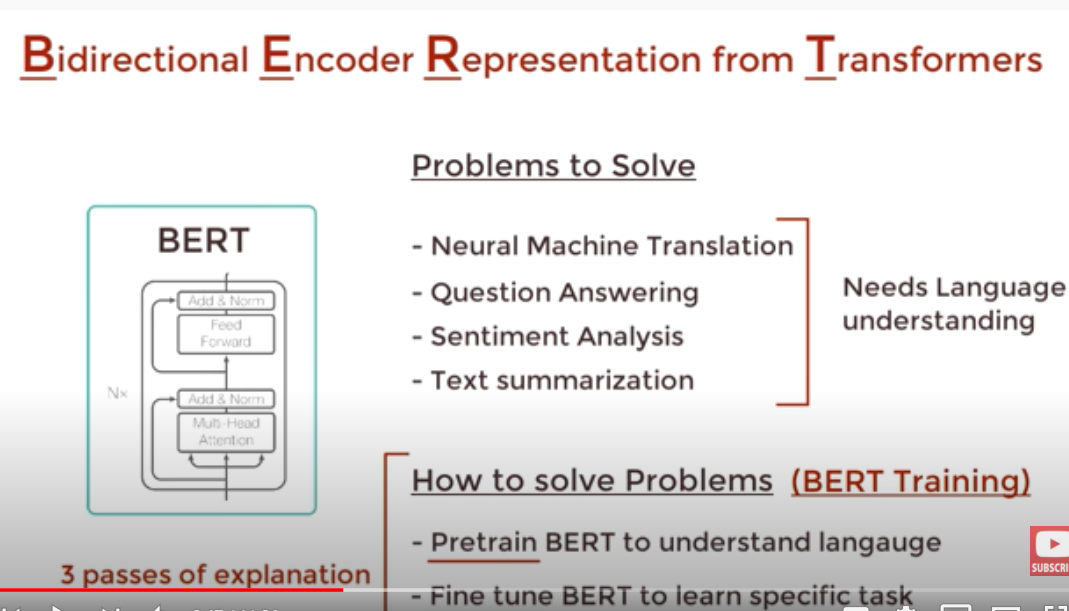 Bidirectional Encoder Representation from Transformers
Problems to Solve
BERT
Add & Norm
Feed
Forward
Nx
Add & Norm
Multi-Head
Attention
- Neural Machine Translation
- Question Answering
- Sentiment Analysis
- Text summarization
Needs Language
understanding
How to solve Problems (BERT Training)
- Pretrain BERT to understand langauge
- Fine tune BERT to learn specific task
3 passes of explanation